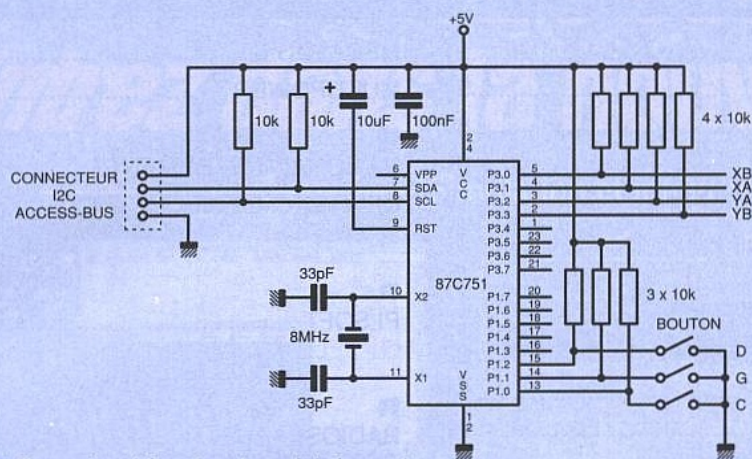 +5V
10k
10k
+
10uF
100nF
4 x 10k
CONNECTEUR
I2C
ACCESS-BUS
2
4
VCC
6 VPP
7 SDA
8 SCL
9 RST
P3.0 5 XB
P3.1 4 XA
P3.2 3 YA
P3.3 2 YB
P3.4 1
P3.5 23
P3.6 22
P3.7 21
87C751
33pF
10 X2
8MHz
11 X1
33pF
P1.7 20
P1.6 19
P1.5 18
P1.4 17
P1.3 16
P1.2 15
P1.1 14
P1.0 13
3 x 10k
BOUTON
D
G
C
VSS
1
2